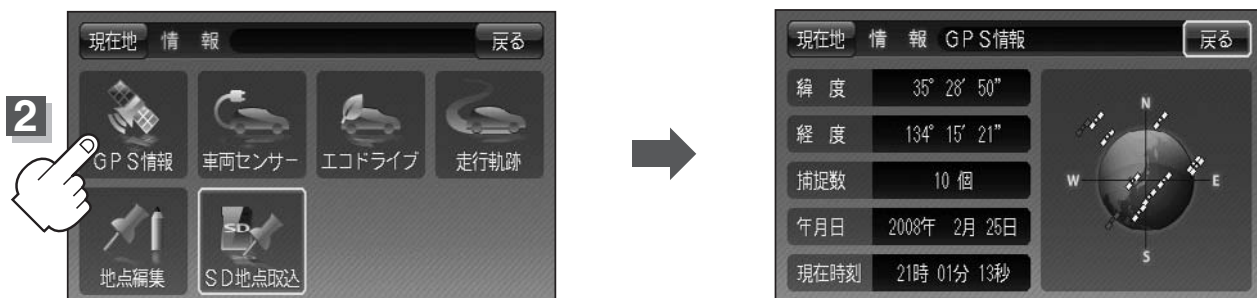 2
現在地 情 報 戻る
GPS情報 車両センサー エコドライブ 走行軌跡
SD
地点編集 SD地点取込
現在地 情 報 GPS情報 戻る
緯 度 35° 28′ 50”
経 度 134° 15′ 21”
捕捉数 10 個
年月日 2008年 2月 25日
現在時刻 21時 01分 13秒
N
W E
S